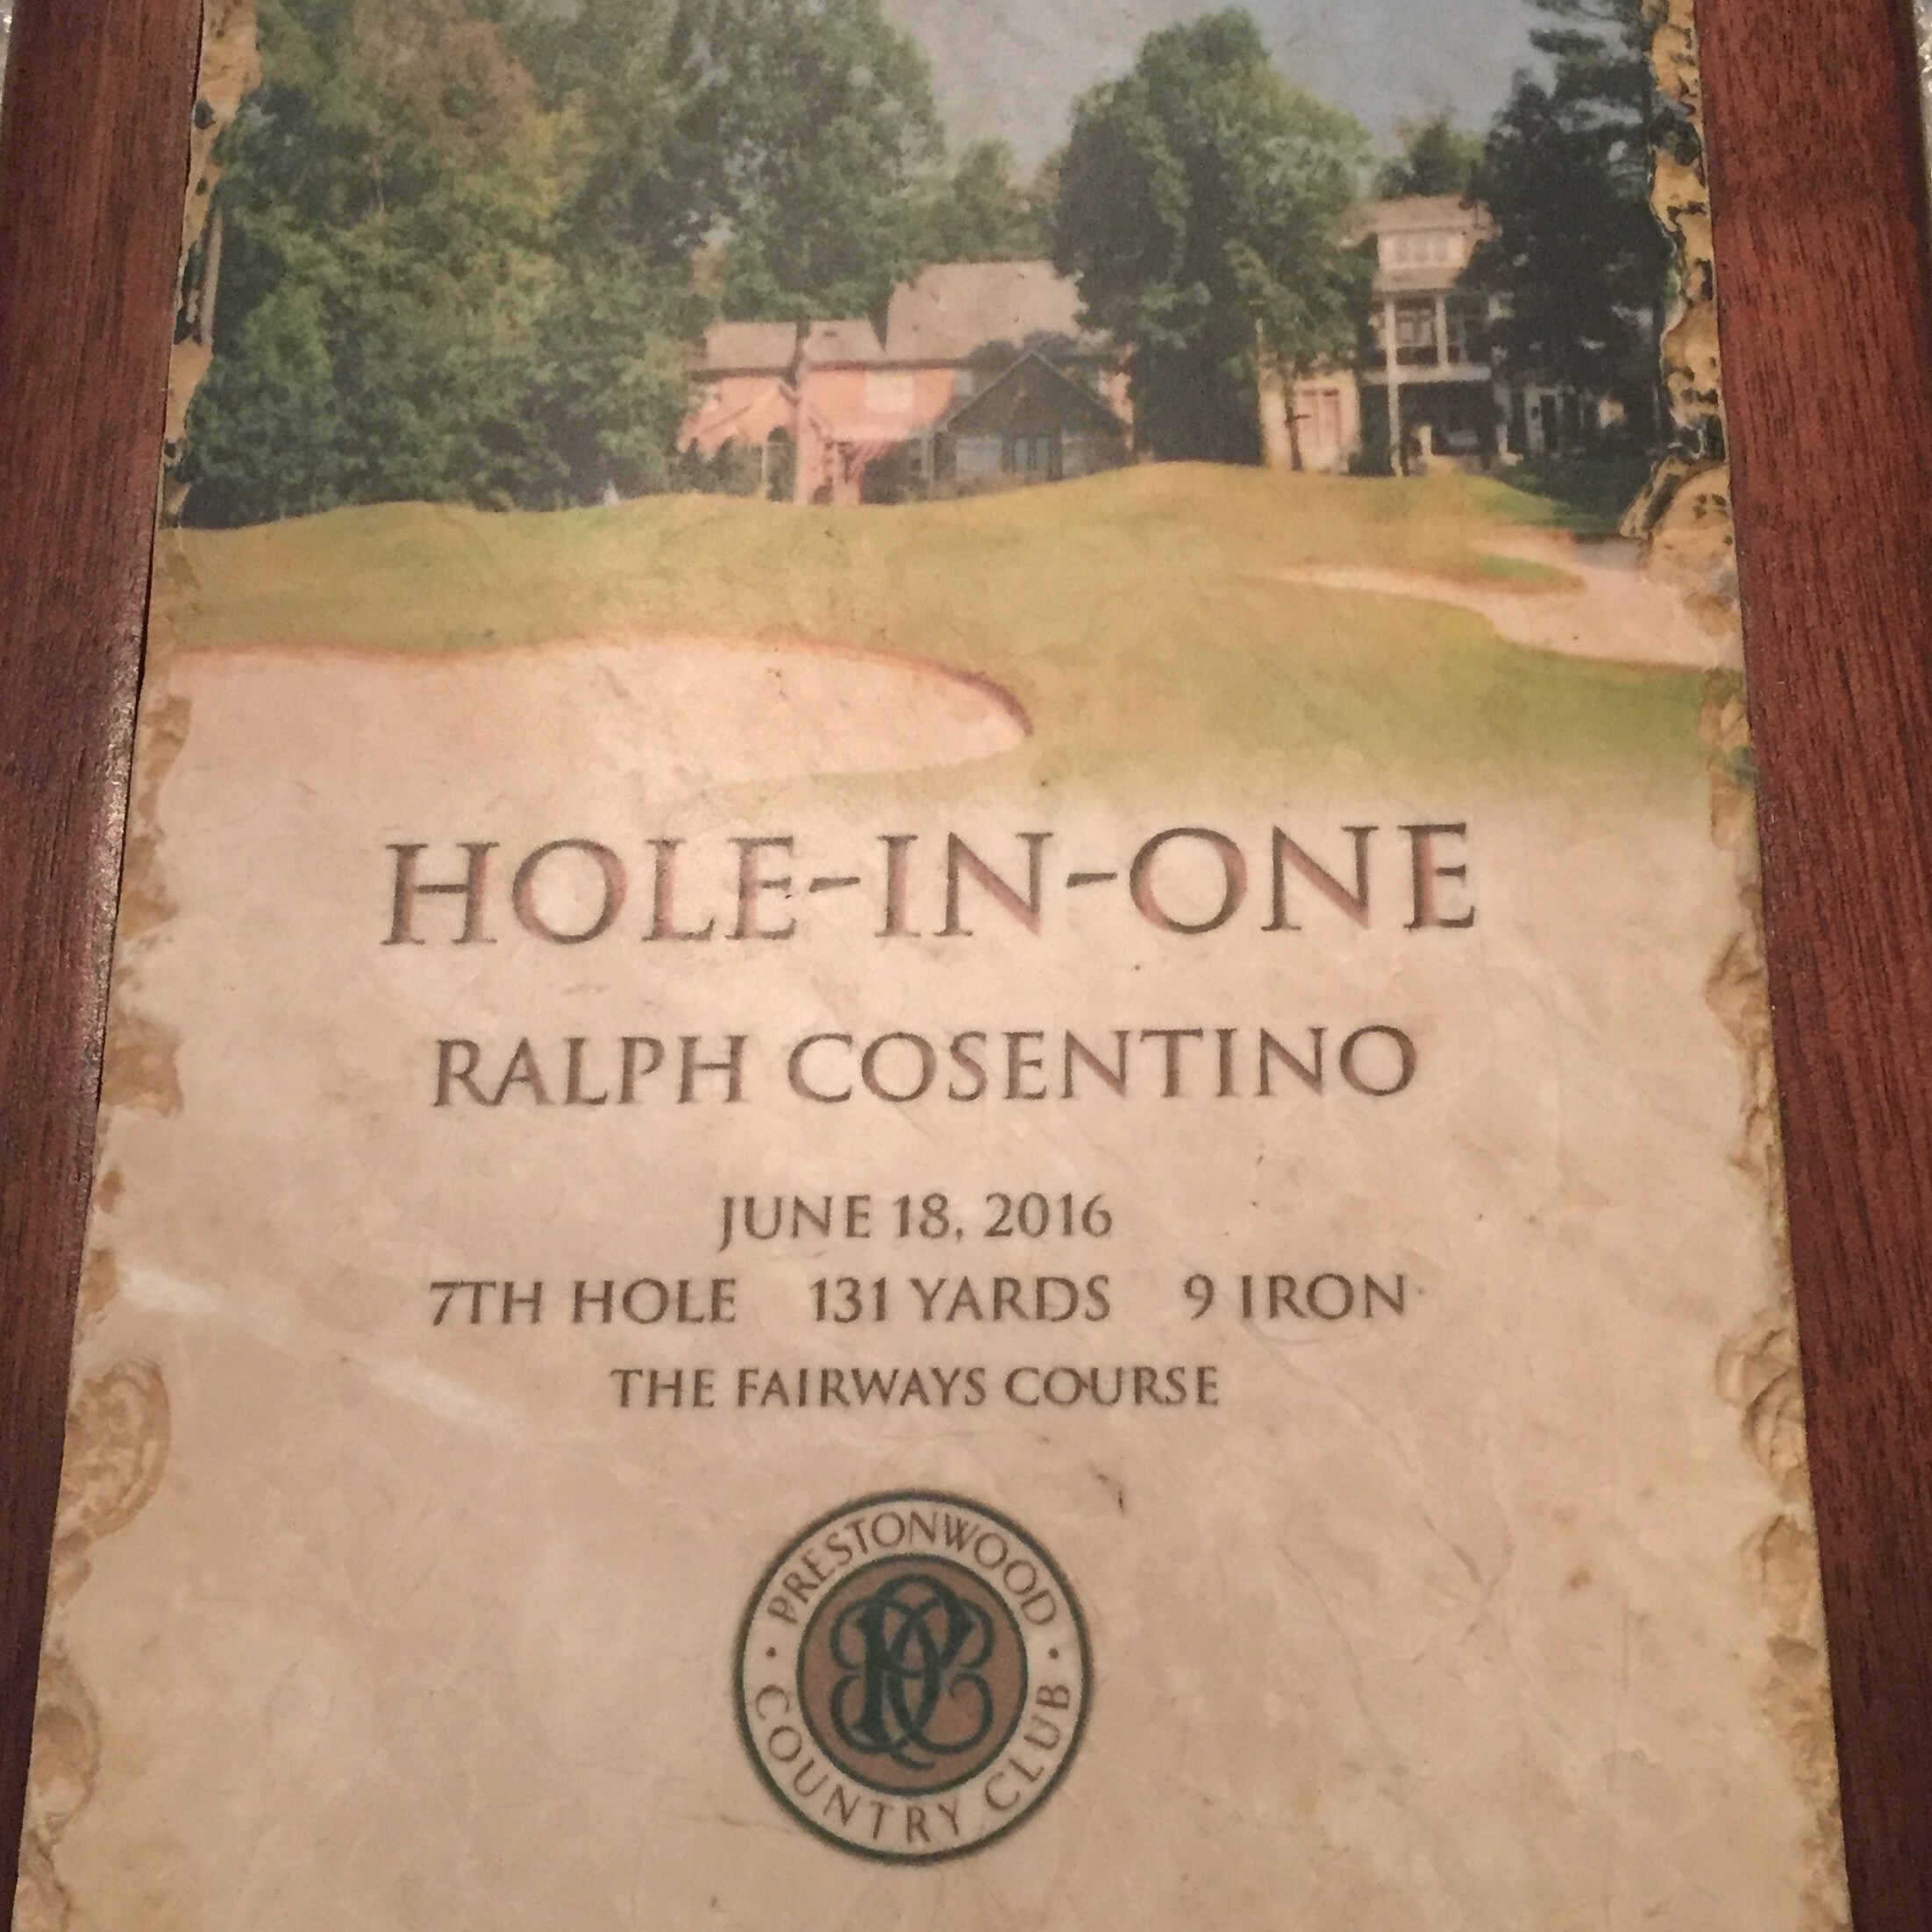 HOLE-IN-ONE
RALPH COSENTINO
JUNE 18, 2016
7TH HOLE 131 YARDS 9 IRON
THE FAIRWAYS COURSE
PRESTONWOOD
PCC
COUNTRY CLUB